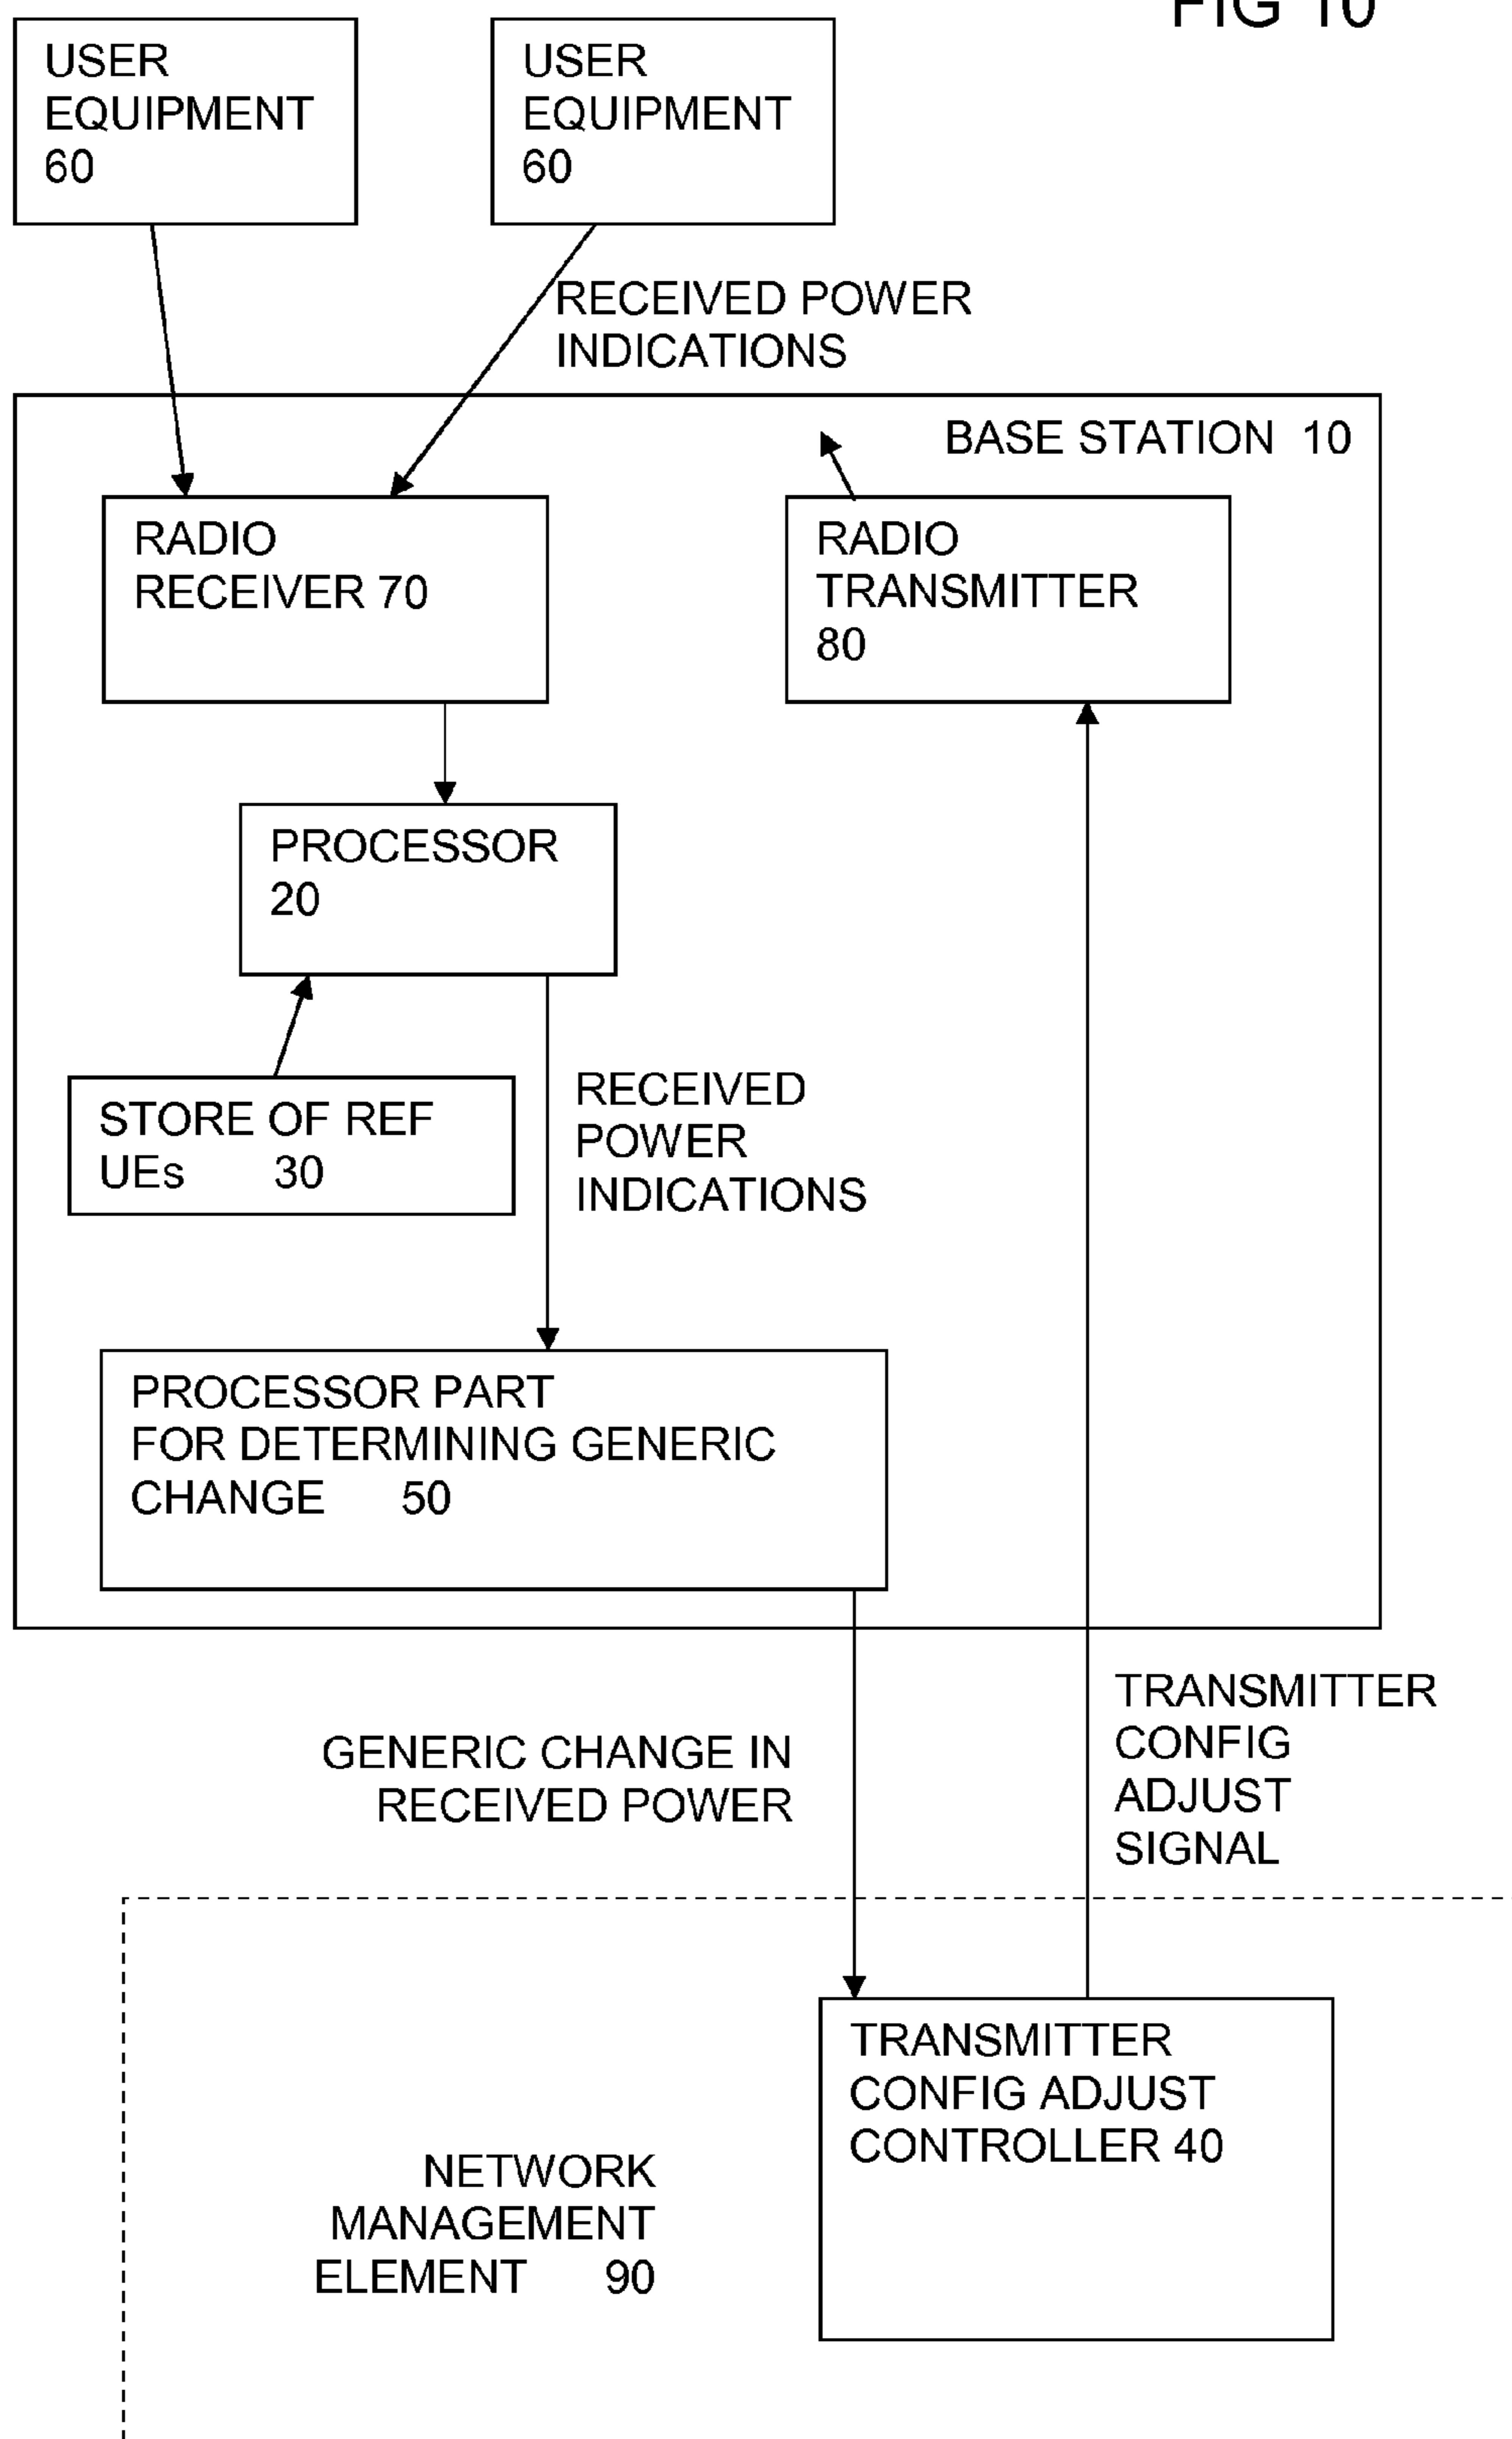 FIG 10
USER
EQUIPMENT
60
USER
EQUIPMENT
60
RECEIVED POWER
INDICATIONS
BASE STATION 10
RADIO
RECEIVER 70
RADIO
TRANSMITTER
80
PROCESSOR
20
STORE OF REF
UEs 30
RECEIVED
POWER
INDICATIONS
PROCESSOR PART
FOR DETERMINING GENERIC
CHANGE 50
GENERIC CHANGE IN
RECEIVED POWER
TRANSMITTER
CONFIG
ADJUST
SIGNAL
TRANSMITTER
CONFIG ADJUST
CONTROLLER 40
NETWORK
MANAGEMENT
ELEMENT 90